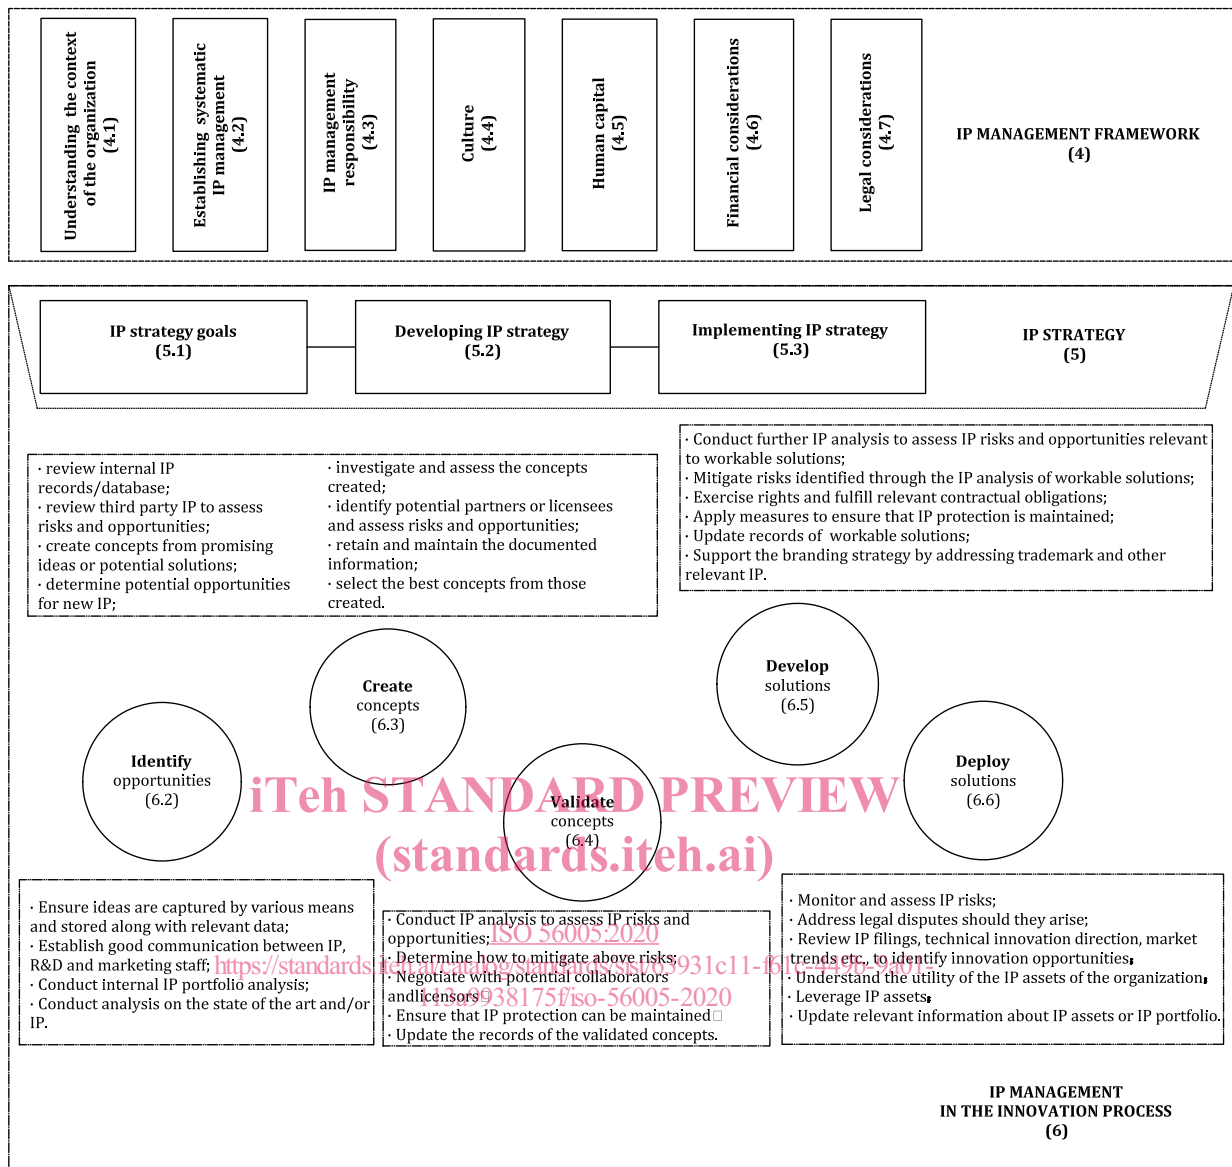 Understanding the context
of the organization
(4.1)
Establishing systematic
IP management
(4.2)
IP management
responsibility
(4.3)
Culture
(4.4)
Human capital
(4.5)
Financial considerations
(4.6)
Legal considerations
(4.7)
IP MANAGEMENT FRAMEWORK
(4)
IP strategy goals
(5.1)
Developing IP strategy
(5.2)
Implementing IP strategy
(5.3)
IP STRATEGY
(5)
· review internal IP
records/database;
· review third party IP to assess
risks and opportunities;
· create concepts from promising
ideas or potential solutions;
· determine potential opportunities
for new IP;
· investigate and assess the concepts
created;
· identify potential partners or licensees
and assess risks and opportunities;
· retain and maintain the documented
information;
· select the best concepts from those
created.
· Conduct further IP analysis to assess IP risks and opportunities relevant
to workable solutions;
· Mitigate risks identified through the IP analysis of workable solutions;
· Exercise rights and fulfill relevant contractual obligations;
· Apply measures to ensure that IP protection is maintained;
· Update records of workable solutions;
· Support the branding strategy by addressing trademark and other
relevant IP.
Identify
opportunities
(6.2)
Create
concepts
(6.3)
Validate
concepts
(6.4)
Develop
solutions
(6.5)
Deploy
solutions
(6.6)
iTeh STANDARD PREVIEW
(standards.iteh.ai)
· Ensure ideas are captured by various means
and stored along with relevant data;
· Establish good communication between IP,
R&D and marketing staff;
· Conduct internal IP portfolio analysis;
· Conduct analysis on the state of the art and/or
IP.
· Conduct IP analysis to assess IP risks and
opportunities;
· Determine how to mitigate above risks;
· Negotiate with potential collaborators
andlicensors
· Ensure that IP protection can be maintained
· Update the records of the validated concepts.
ISO 56005:2020
https://standards.iteh.ai/catalog/standards/sist/63931c11-f61c-449b-9a01-
113a9938175f/iso-56005-2020
· Monitor and assess IP risks;
· Address legal disputes should they arise;
· Review IP filings, technical innovation direction, market
trends etc., to identify innovation opportunities;
· Understand the utility of the IP assets of the organization;
· Leverage IP assets;
· Update relevant information about IP assets or IP portfolio.
IP MANAGEMENT
IN THE INNOVATION PROCESS
(6)